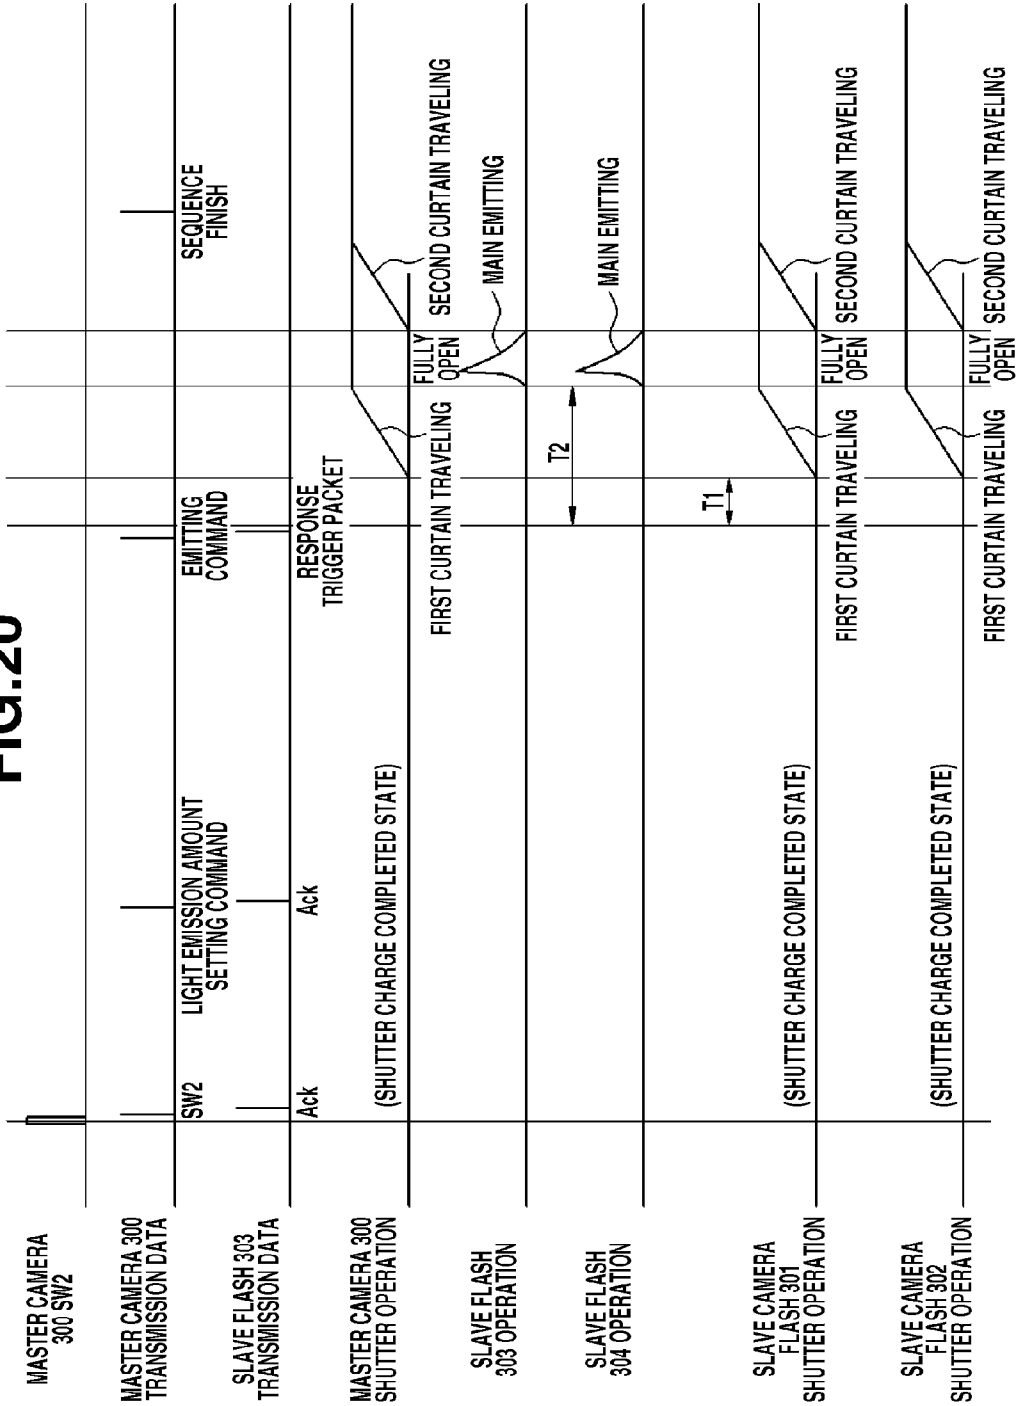 FIG.20
MASTER CAMERA
300 SW2
MASTER CAMERA 300
TRANSMISSION DATA
SW2
LIGHT EMISSION AMOUNT
SETTING COMMAND
EMITTING
COMMAND
SEQUENCE
FINISH
SLAVE FLASH 303
TRANSMISSION DATA
Ack
Ack
RESPONSE
TRIGGER PACKET
MASTER CAMERA 300
SHUTTER OPERATION
(SHUTTER CHARGE COMPLETED STATE)
FIRST CURTAIN TRAVELING
FULLY
OPEN
SECOND CURTAIN TRAVELING
SLAVE FLASH
303 OPERATION
MAIN EMITTING
SLAVE FLASH
304 OPERATION
T2
MAIN EMITTING
SLAVE CAMERA
FLASH 301
SHUTTER OPERATION
(SHUTTER CHARGE COMPLETED STATE)
T1
FIRST CURTAIN TRAVELING
FULLY
OPEN
SECOND CURTAIN TRAVELING
SLAVE CAMERA
FLASH 302
SHUTTER OPERATION
(SHUTTER CHARGE COMPLETED STATE)
FIRST CURTAIN TRAVELING
FULLY
OPEN
SECOND CURTAIN TRAVELING